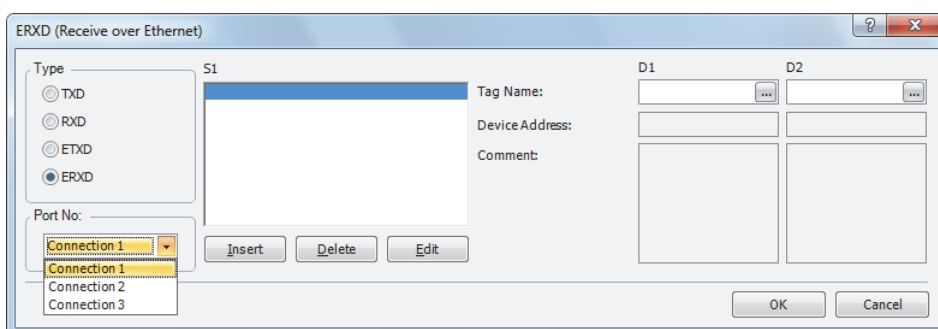 ERXD (Receive over Ethernet)
?
Type
TXD
RXD
ETXD
ERXD
Port No:
Connection 1
Connection 1
Connection 2
Connection 3
S1
Insert
Delete
Edit
D1
D2
Tag Name:
...
...
Device Address:
Comment:
OK
Cancel